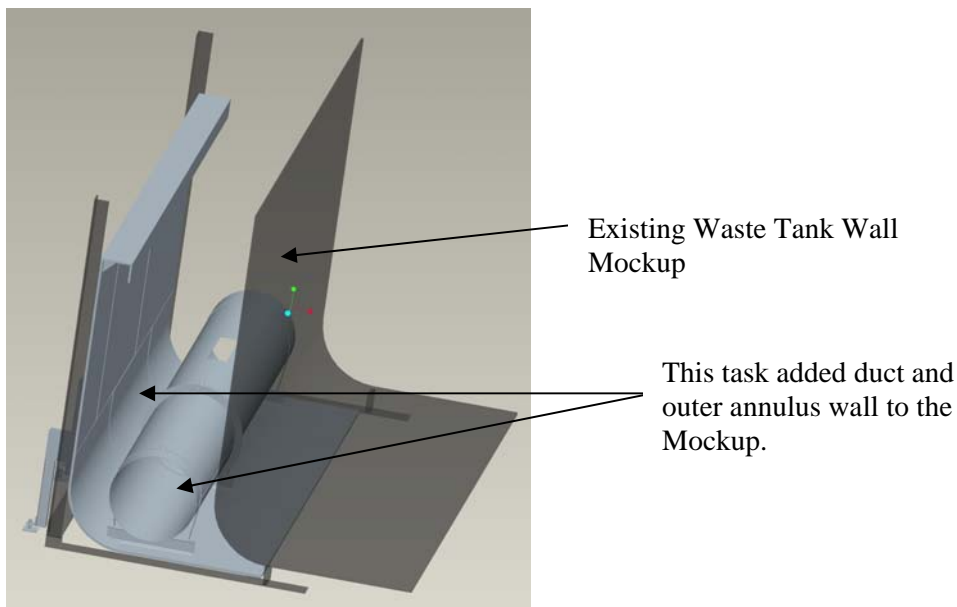 Existing Waste Tank Wall
Mockup
This task added duct and
outer annulus wall to the
Mockup.